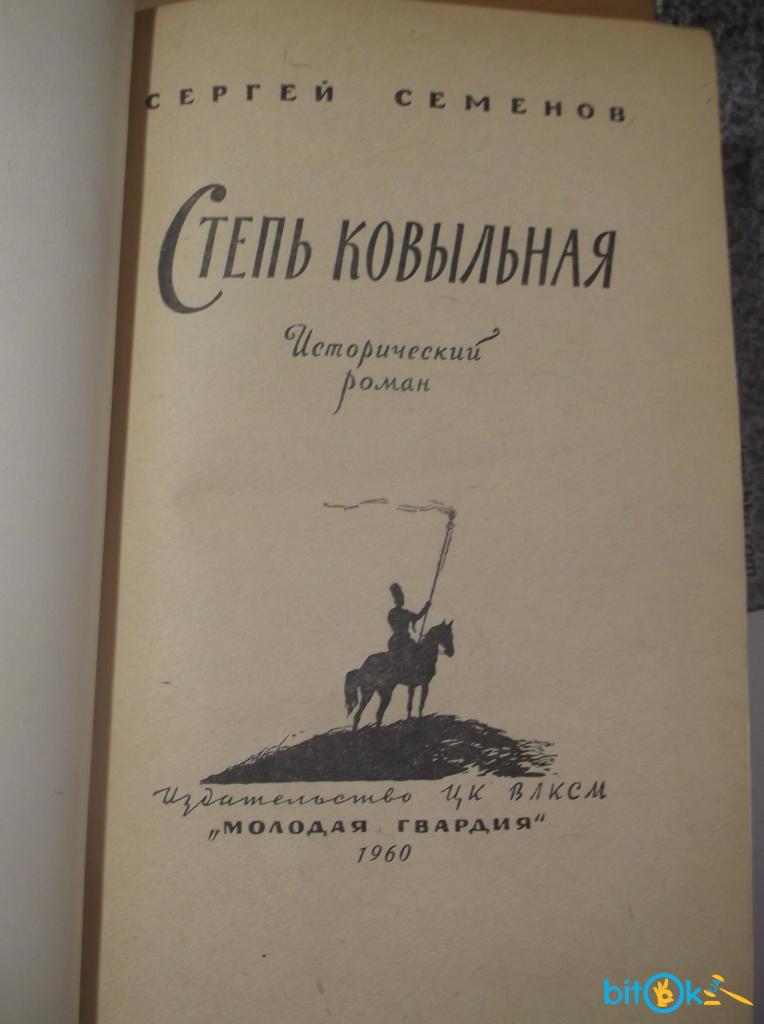 СЕРГЕЙ СЕМЕНОВ
СТЕПЬ КОВЫЛЬНАЯ
Исторический
роман
Издательство ЦК ВЛКСМ
„МОЛОДАЯ ГВАРДИЯ“
1960
bitOk